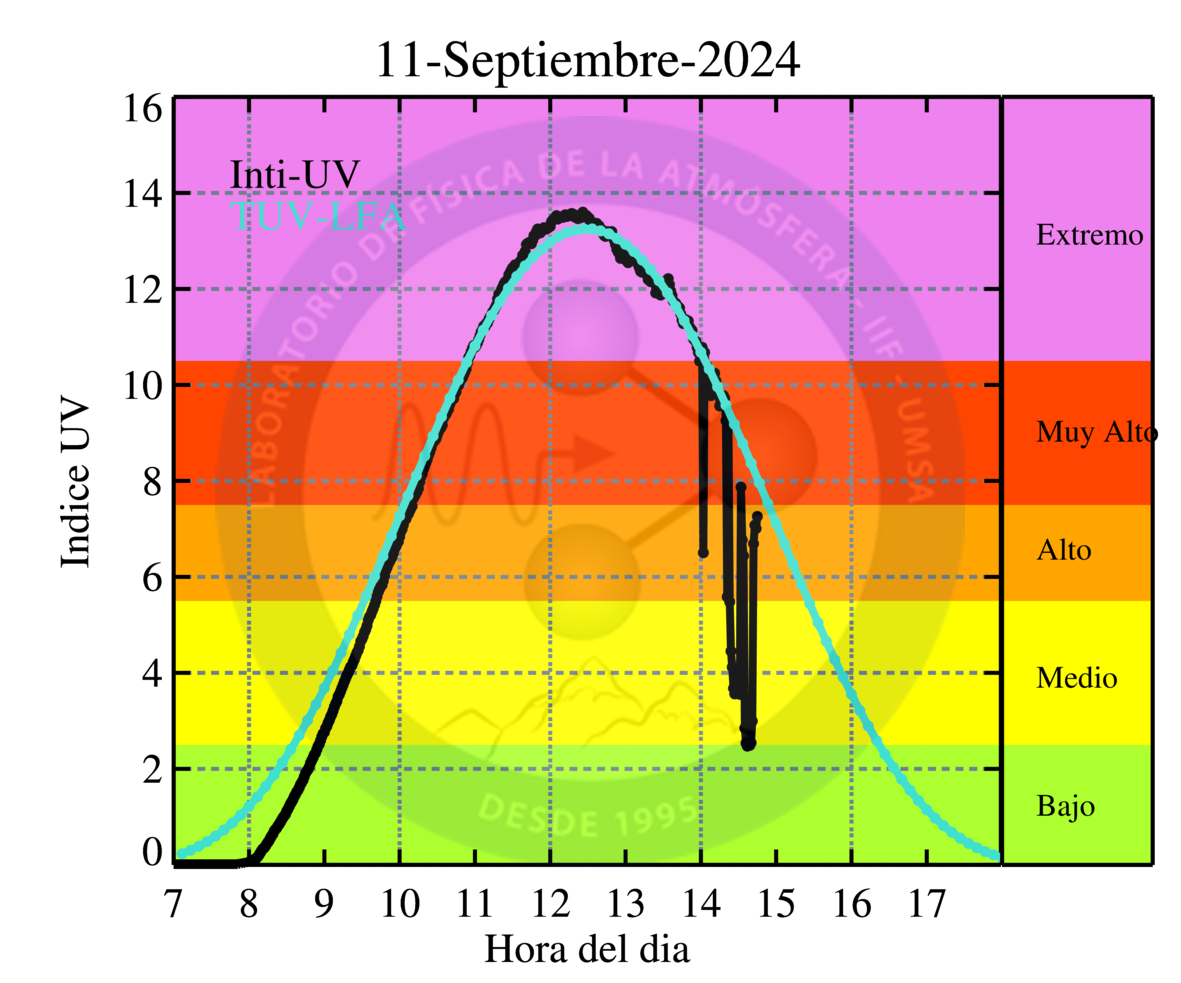 11-Septiembre-2024
16
14
12
10
8
6
4
2
0
Indice UV
Inti-UV
TUV-LFA
LABORATORIO DE FÍSICA DE LA ATMÓSFERA - IIF - UMSA
DESDE 1995
Extremo
Muy Alto
Alto
Medio
Bajo
7 8 9 10 11 12 13 14 15 16 17
Hora del dia